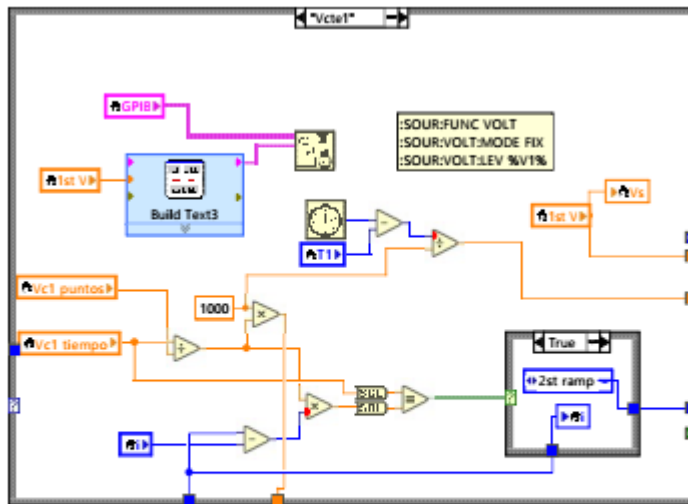 "Vcte1"
GPIB
:SOUR:FUNC VOLT
:SOUR:VOLT:MODE FIX
:SOUR:VOLT:LEV %V1%
1st V
Build Text3
Vs
1st V
T1
Vc1 puntos
1000
Vc1 tiempo
True
2st ramp
i
i